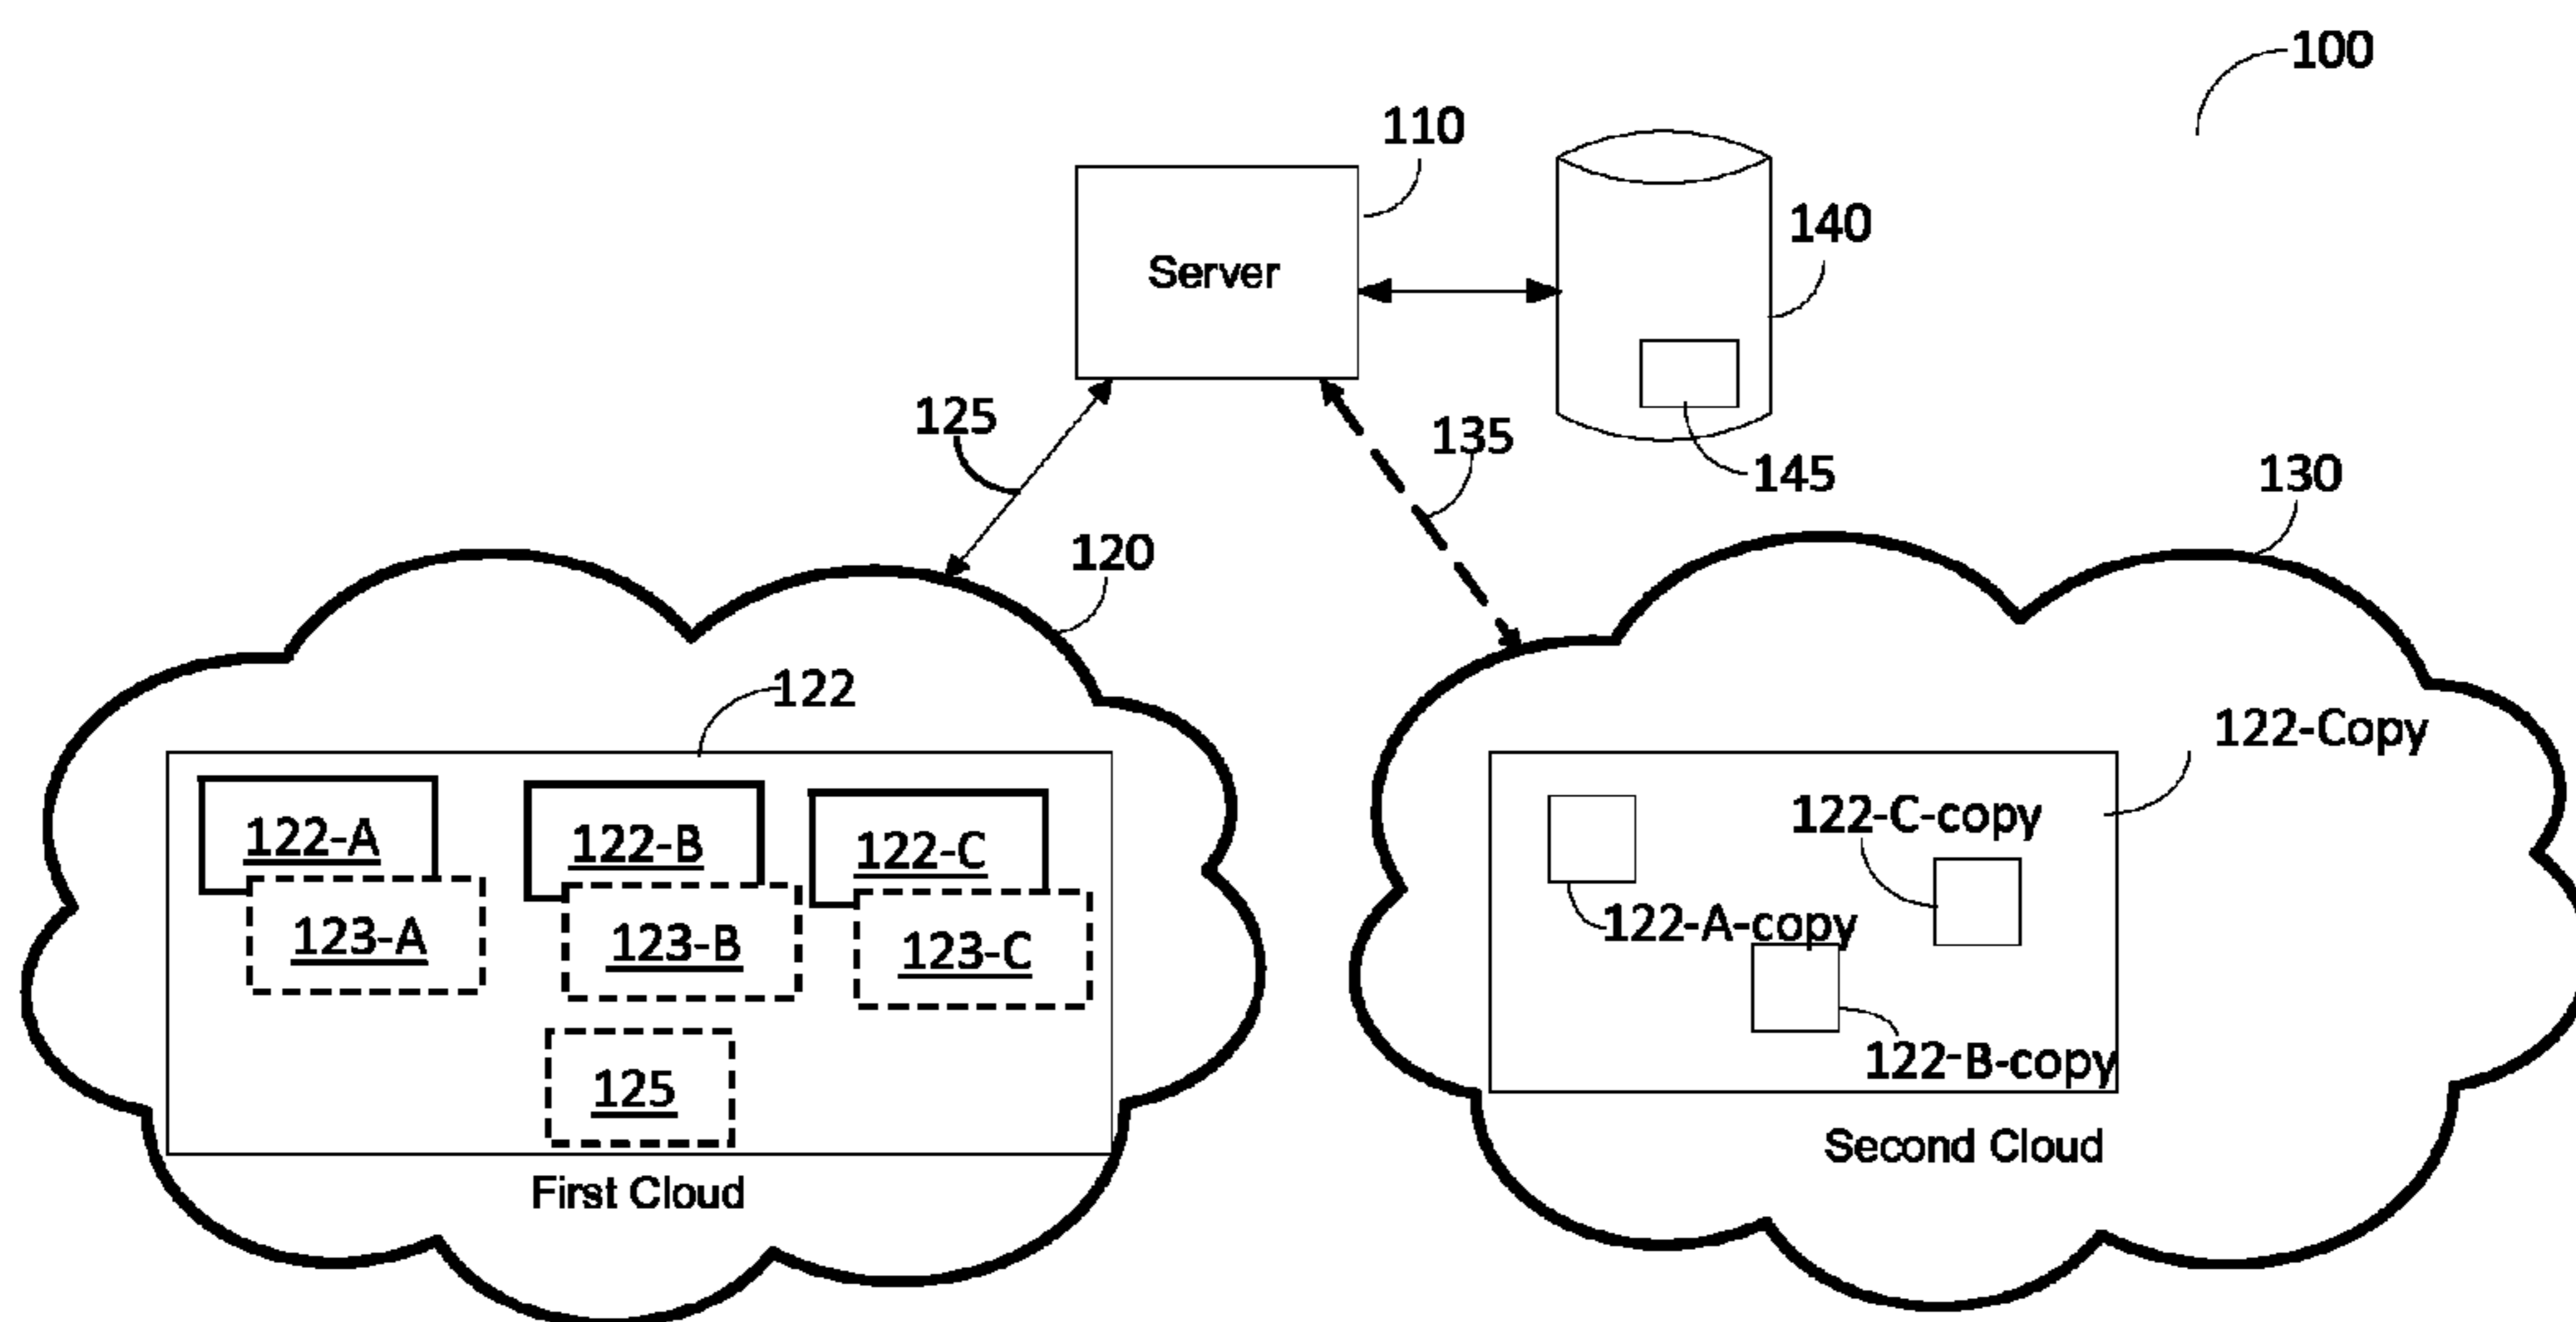 100
110
Server
140
125
135
145
130
120
122
122-Copy
122-A
122-B
122-C
122-C-copy
123-A
123-B
123-C
122-A-copy
125
122-B-copy
First Cloud
Second Cloud